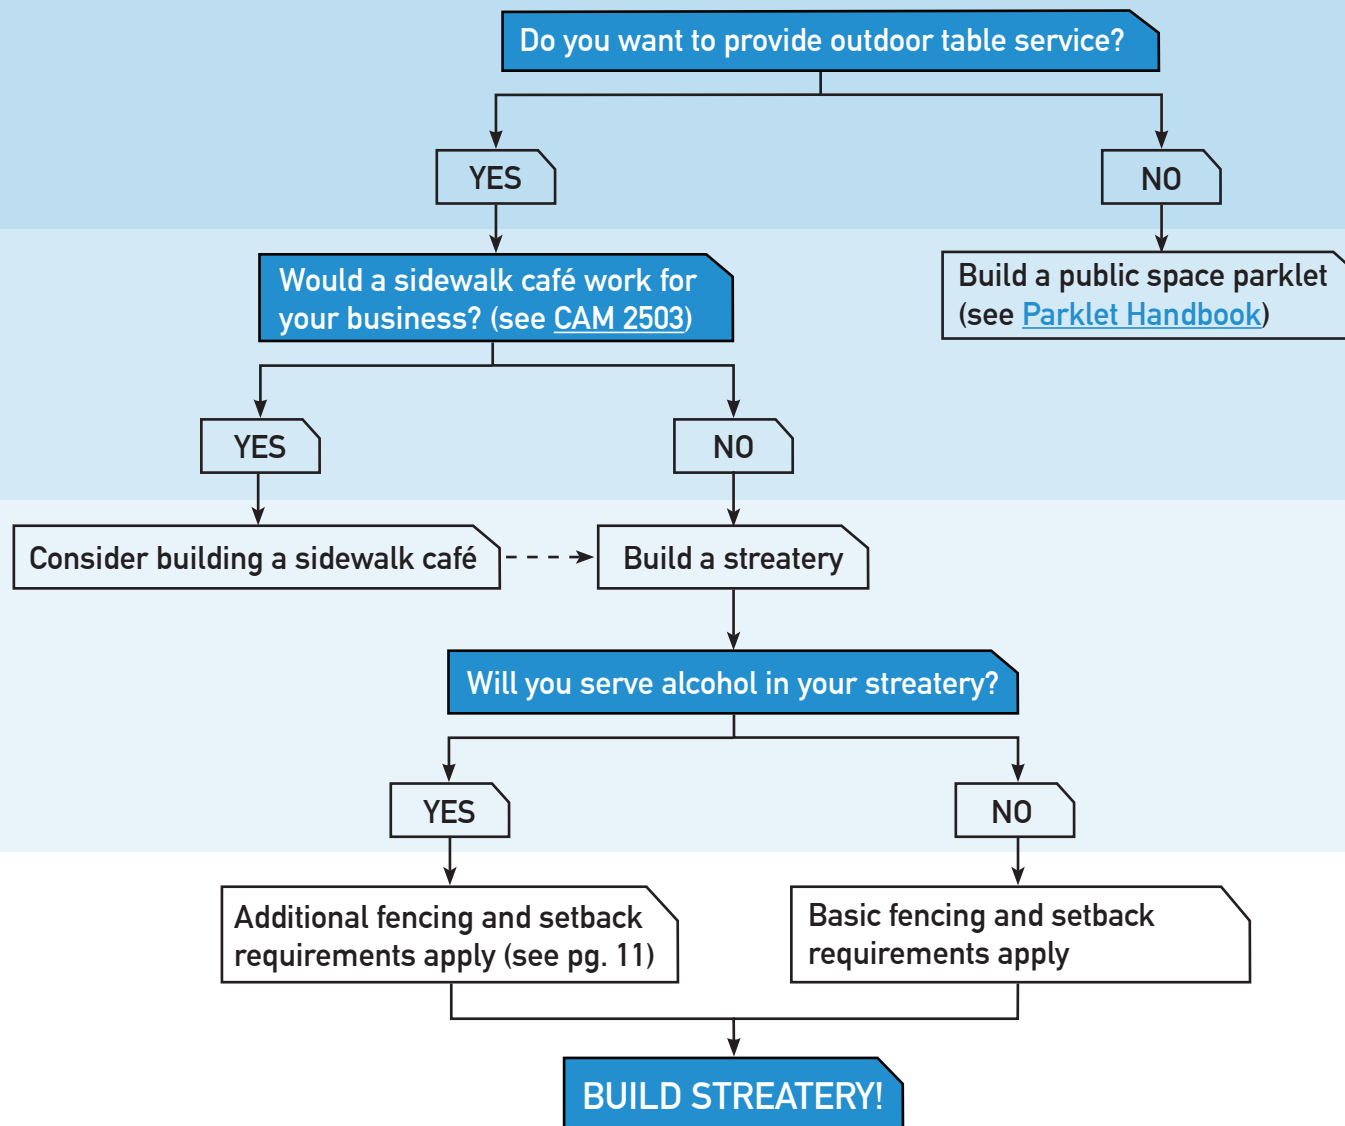 Do you want to provide outdoor table service?
YES
NO
Would a sidewalk café work for
your business? (see CAM 2503)
Build a public space parklet
(see Parklet Handbook)
YES
NO
Consider building a sidewalk café
Build a streatery
Will you serve alcohol in your streatery?
YES
NO
Additional fencing and setback
requirements apply (see pg. 11)
Basic fencing and setback
requirements apply
BUILD STREATERY!